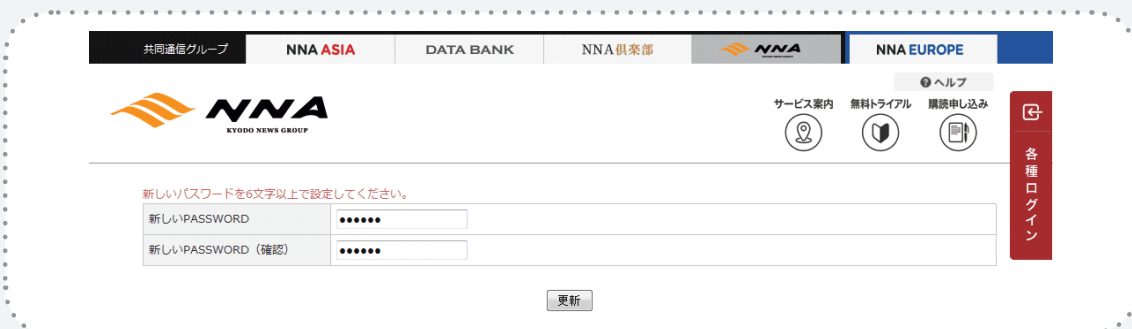 共同通信グループ
NNA ASIA
DATA BANK
NNA倶楽部
NNA
NNA EUROPE
ヘルプ
NNA
KYODO NEWS GROUP
サービス案内
無料トライアル
購読申し込み
各種ログイン
新しいパスワードを6文字以上で設定してください。
新しいPASSWORD
●●●●●●
新しいPASSWORD（確認）
●●●●●●
更新